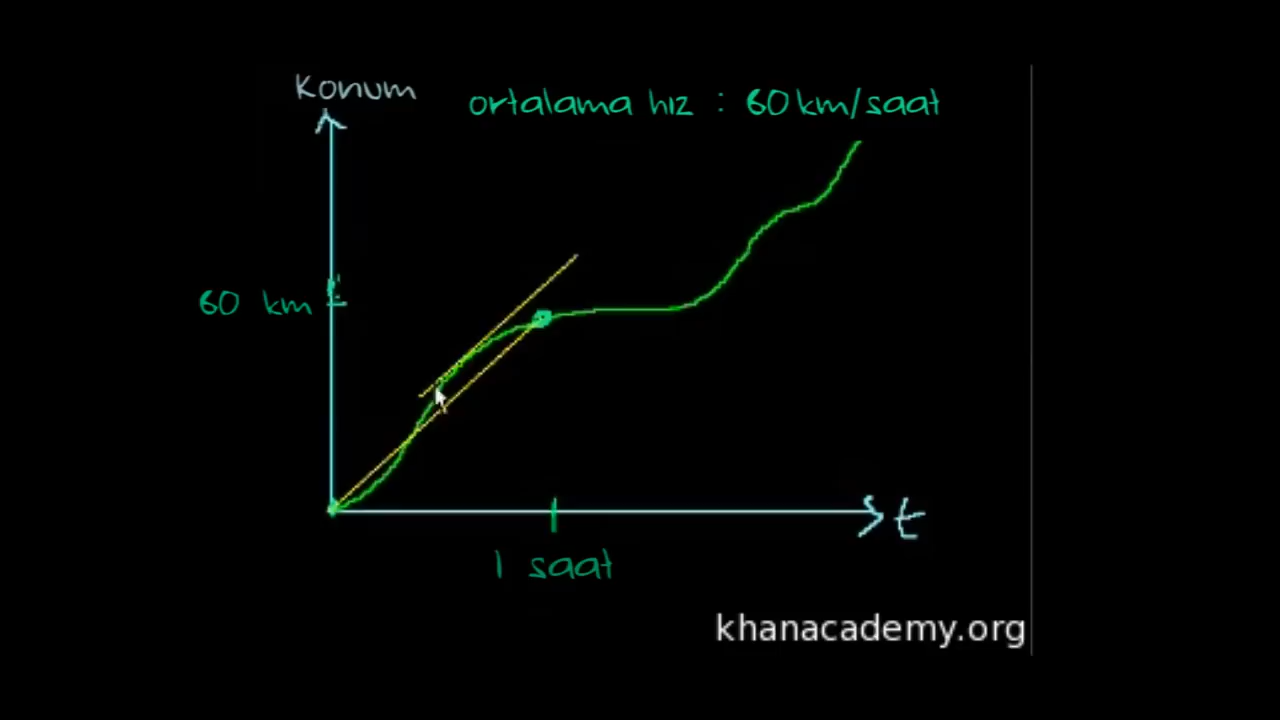 Konum
ortalama hız : 60 km/saat
60 km
t
1 saat
khanacademy.org